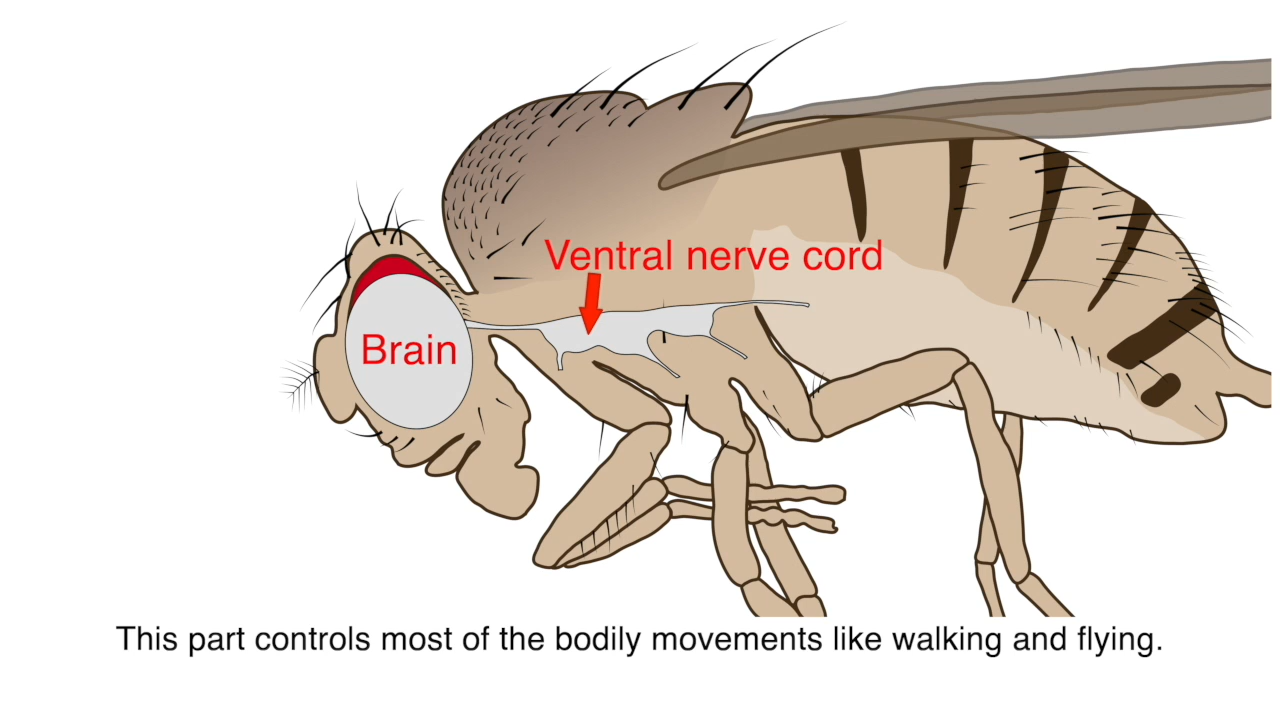 Ventral nerve cord
Brain
This part controls most of the bodily movements like walking and flying.